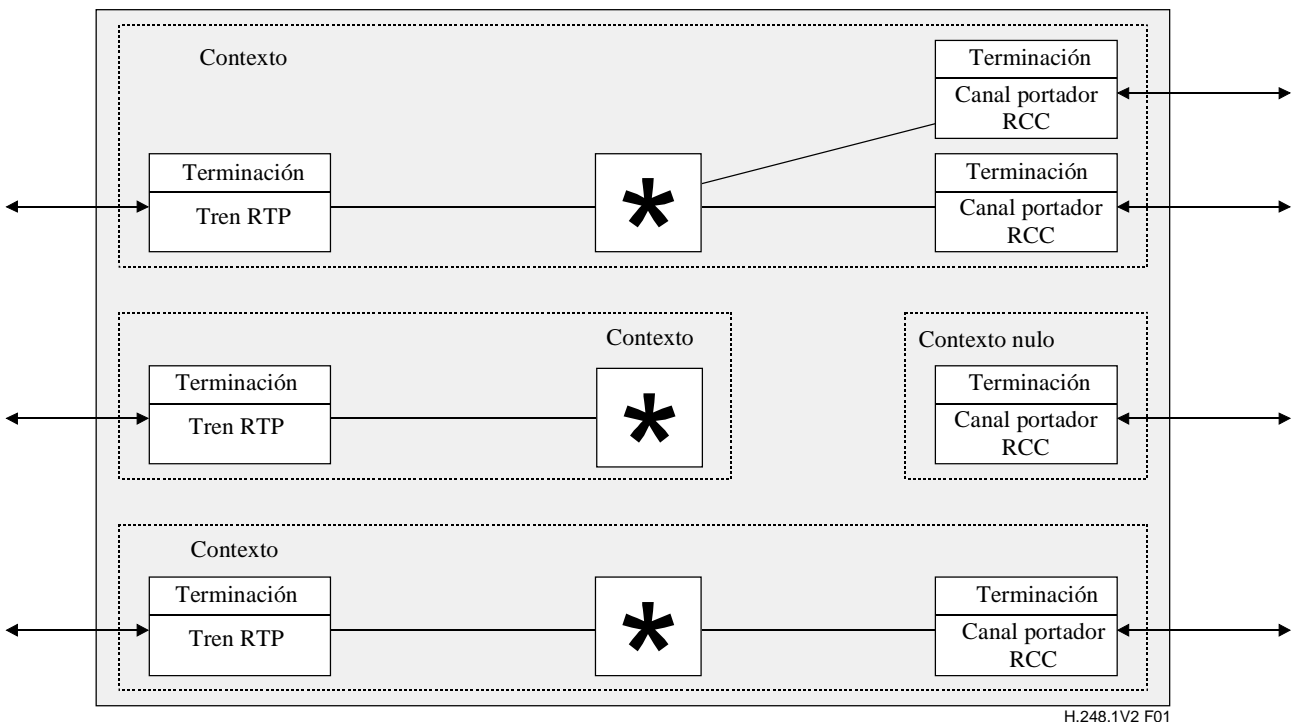 Contexto
Terminación
Canal portador
RCC
Terminación
Tren RTP
*
Terminación
Canal portador
RCC
Contexto
Terminación
Tren RTP
*
Contexto nulo
Terminación
Canal portador
RCC
Contexto
Terminación
Tren RTP
*
Terminación
Canal portador
RCC
H.248.1V2 F01